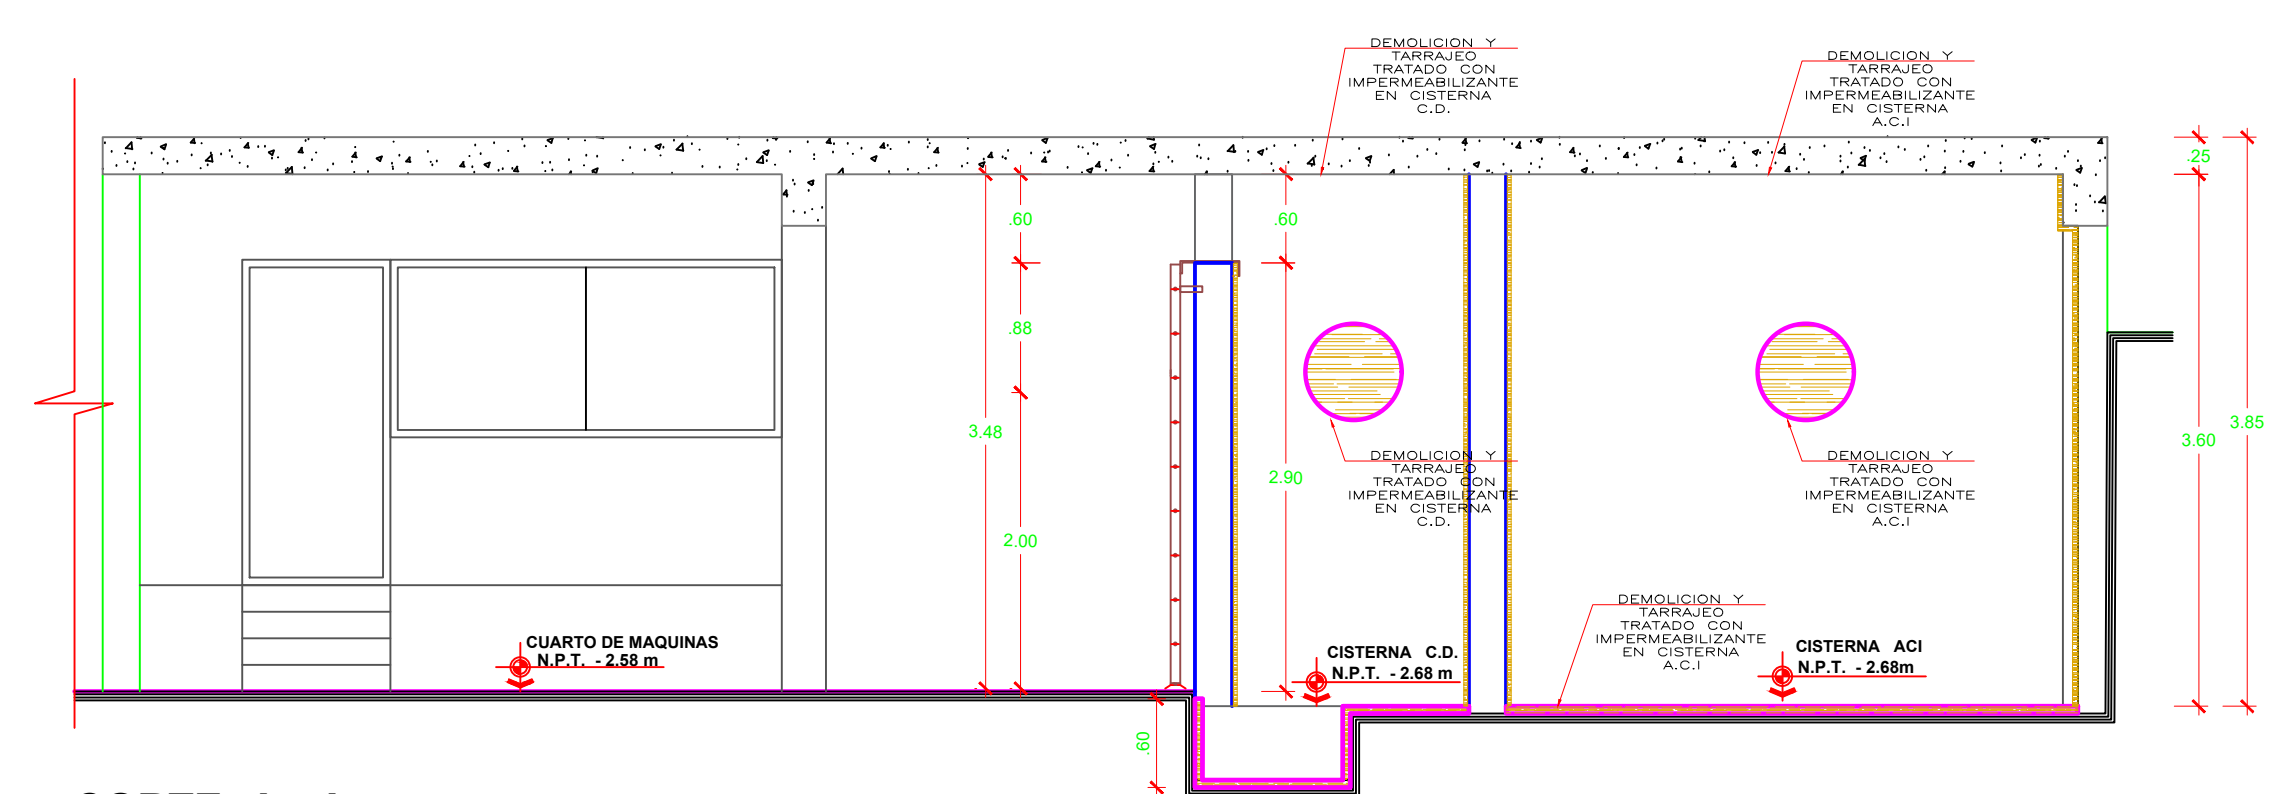 DEMOLICION Y
TARRAJEO
TRATADO CON
IMPERMEABILIZANTE
EN CISTERNA
C.D.
DEMOLICION Y
TARRAJEO
TRATADO CON
IMPERMEABILIZANTE
EN CISTERNA
A.C.I
.25
.60
.60
.88
3.48
2.00
2.90
3.60
3.85
DEMOLICION Y
TARRAJEO
TRATADO CON
IMPERMEABILIZANTE
EN CISTERNA
C.D.
DEMOLICION Y
TARRAJEO
TRATADO CON
IMPERMEABILIZANTE
EN CISTERNA
A.C.I
DEMOLICION Y
TARRAJEO
TRATADO CON
IMPERMEABILIZANTE
EN CISTERNA
A.C.I
CUARTO DE MAQUINAS
N.P.T. - 2.58 m
CISTERNA C.D.
N.P.T. - 2.68 m
CISTERNA ACI
N.P.T. - 2.68m
.60